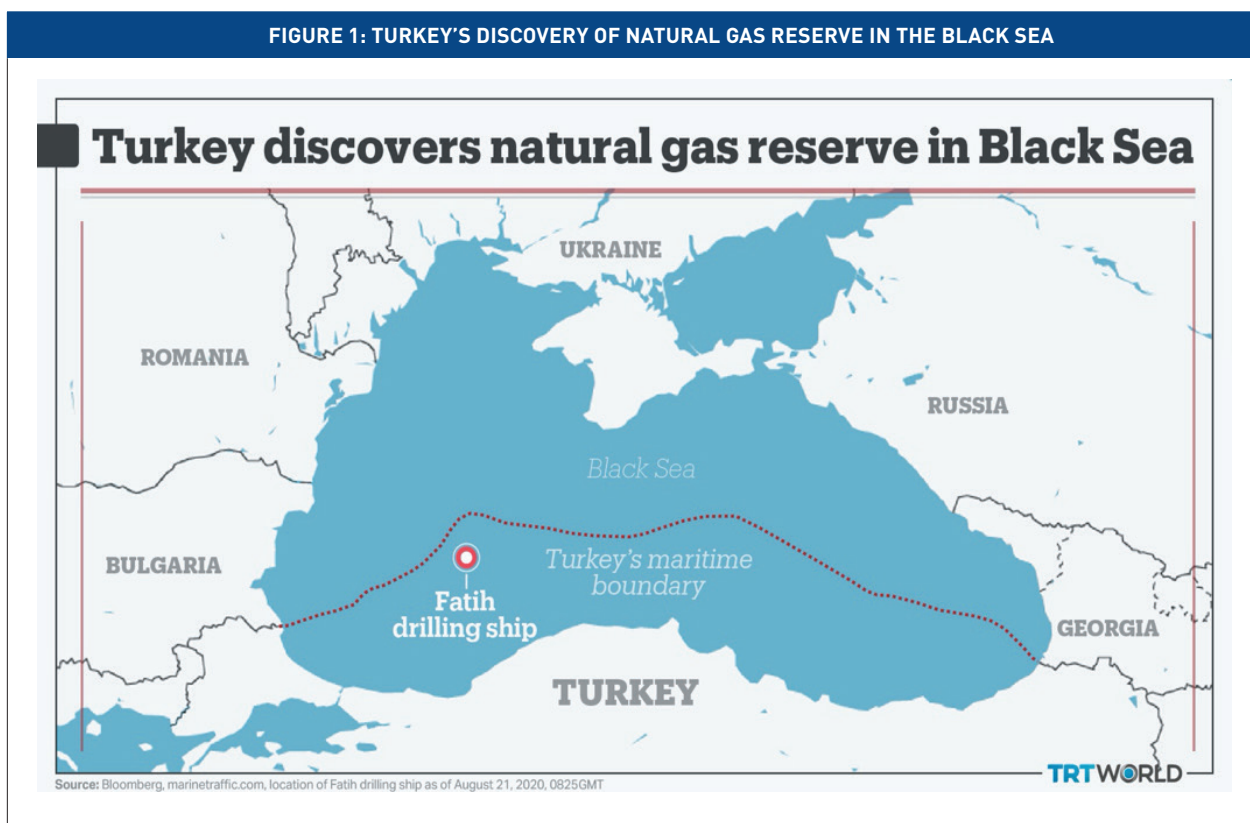 FIGURE 1: TURKEY’S DISCOVERY OF NATURAL GAS RESERVE IN THE BLACK SEA
Turkey discovers natural gas reserve in Black Sea
UKRAINE
ROMANIA
RUSSIA
Black Sea
BULGARIA
Turkey's maritime
boundary
Fatih
drilling ship
GEORGIA
TURKEY
TRTWORLD
Source: Bloomberg, marinetraffic.com, location of Fatih drilling ship as of August 21, 2020, 0825GMT